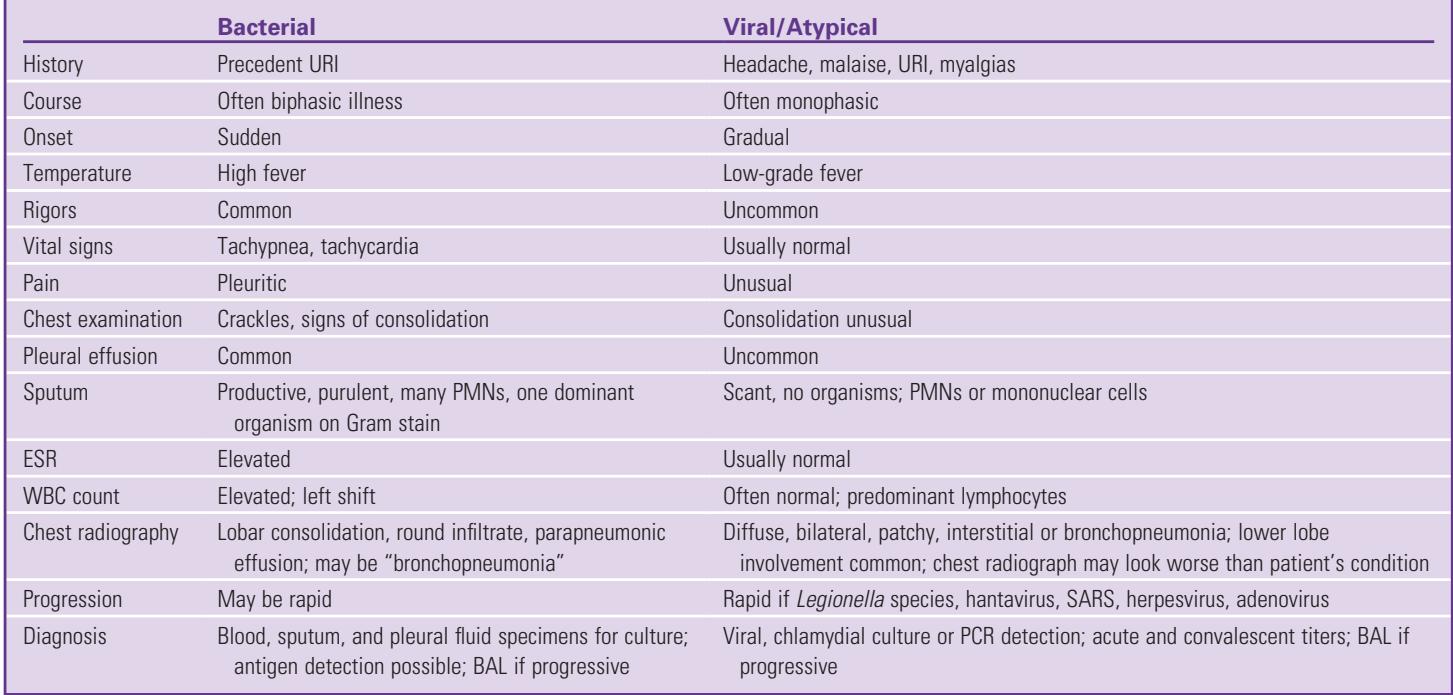 Bacterial Viral/Atypical
History Precedent URI Headache, malaise, URI, myalgias
Course Often biphasic illness Often monophasic
Onset Sudden Gradual
Temperature High fever Low-grade fever
Rigors Common Uncommon
Vital signs Tachypnea, tachycardia Usually normal
Pain Pleuritic Unusual
Chest examination Crackles, signs of consolidation Consolidation unusual
Pleural effusion Common Uncommon
Sputum Productive, purulent, many PMNs, one dominant Scant, no organisms; PMNs or mononuclear cells
organism on Gram stain
ESR Elevated Usually normal
WBC count Elevated; left shift Often normal; predominant lymphocytes
Chest radiography Lobar consolidation, round infiltrate, parapneumonic Diffuse, bilateral, patchy, interstitial or bronchopneumonia; lower lobe
effusion; may be “bronchopneumonia” involvement common; chest radiograph may look worse than patient’s condition
Progression May be rapid Rapid if Legionella species, hantavirus, SARS, herpesvirus, adenovirus
Diagnosis Blood, sputum, and pleural fluid specimens for culture; Viral, chlamydial culture or PCR detection; acute and convalescent titers; BAL if
antigen detection possible; BAL if progressive progressive